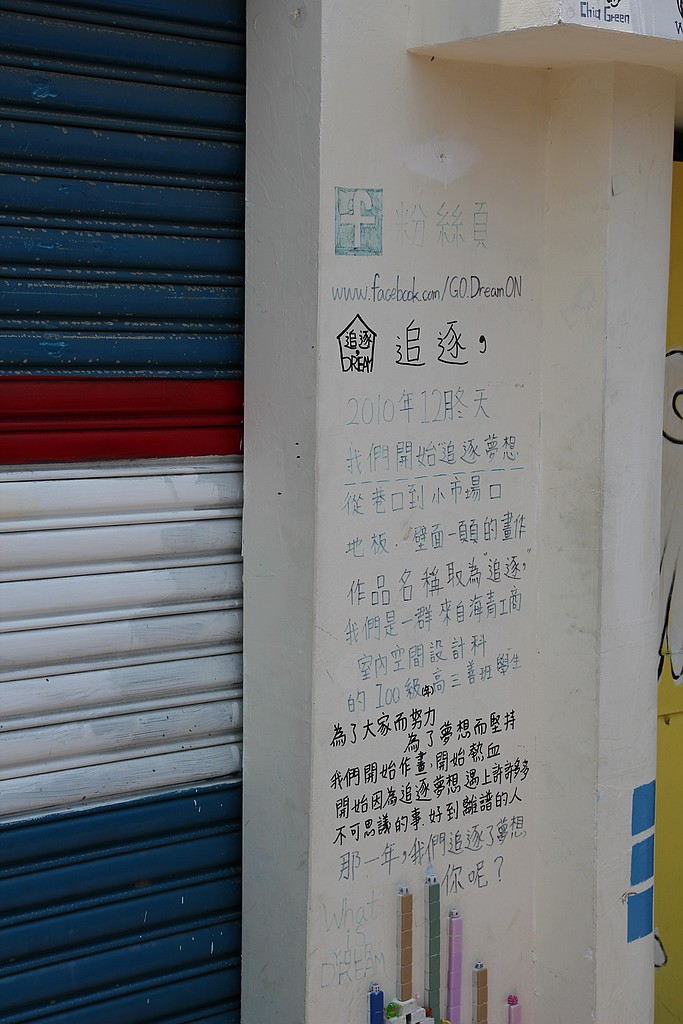 Chia Green
f 粉絲頁
www.facebook.com/GO.DreamON
追逐,
DREAM
追逐,
2010年12月冬天
我們開始追逐夢想
從巷口到小市場口
地板.壁面一頁頁的畫作
作品名稱取為"追逐,"
我們是一群來自海青工商
室內空間設計科
的100級(年)高三善班學生
為了大家而努力
為了夢想而堅持
我們開始作畫,開始熱血
開始因為追逐夢想遇上許許多多
不可思議的事.好到離譜的人
那一年,我們追逐了夢想
你呢?
What
is
DREAM